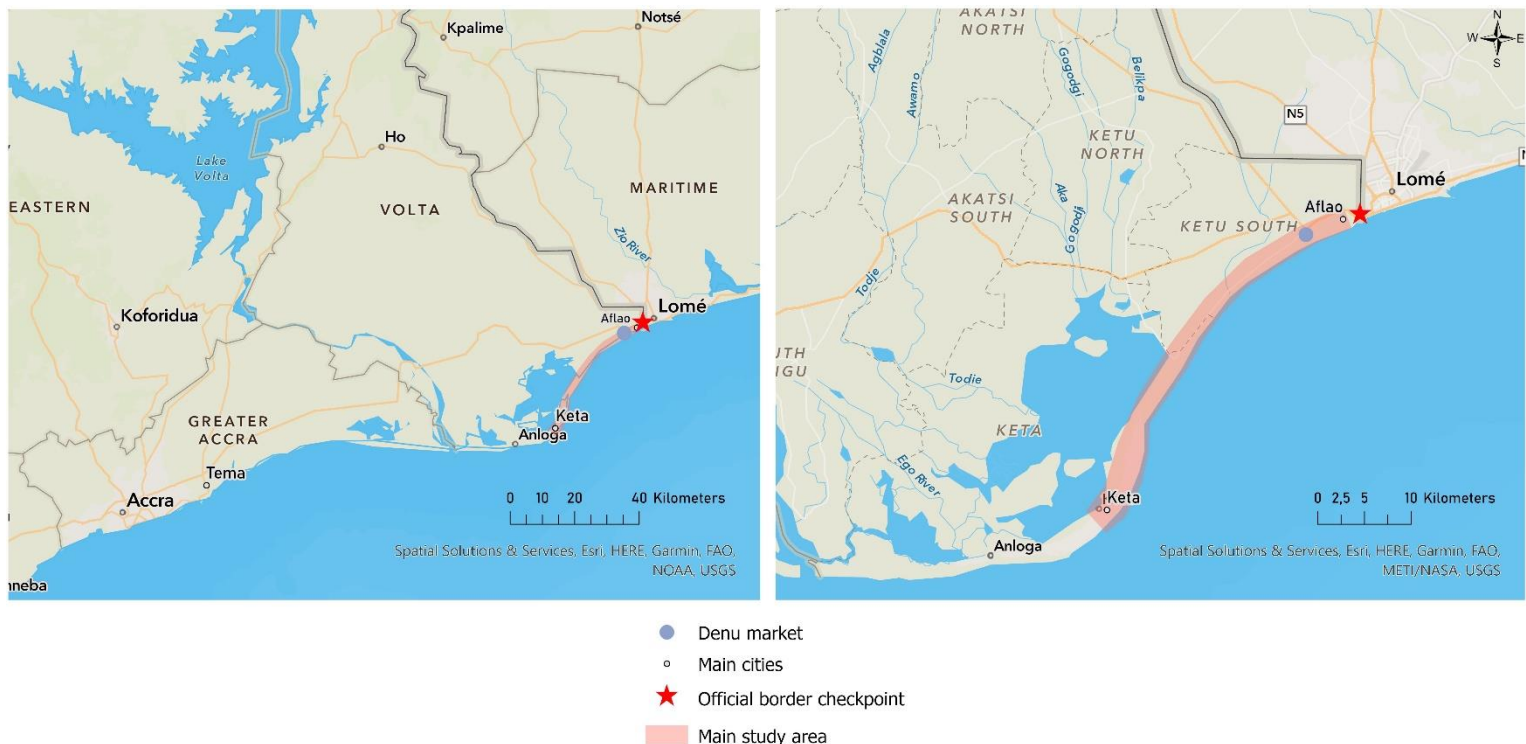 Kpalime
Notsé
Ho
Lake
Volta
MARITIME
EASTERN
VOLTA
Zio River
Koforidua
Lomé
Aflao
Keta
GREATER
ACCRA
Anloga
Tema
Accra
0 10 20 40 Kilometers
Spatial Solutions & Services, Esri, HERE, Garmin, FAO,
NOAA, USGS
nneba
AKATSI
NORTH
N
W E
S
Agblala
Awamo
Gogodgi
Belikpa
N5
N
KETU
NORTH
Lomé
AKATSI
SOUTH
Aka
Gogodji
Aflao
KETU SOUTH
Todje
UTH
NGU
Todie
KETA
Ego River
Keta
Anloga
0 2,5 5 10 Kilometers
Spatial Solutions & Services, Esri, HERE, Garmin, FAO,
METI/NASA, USGS
Denu market
Main cities
Official border checkpoint
Main study area